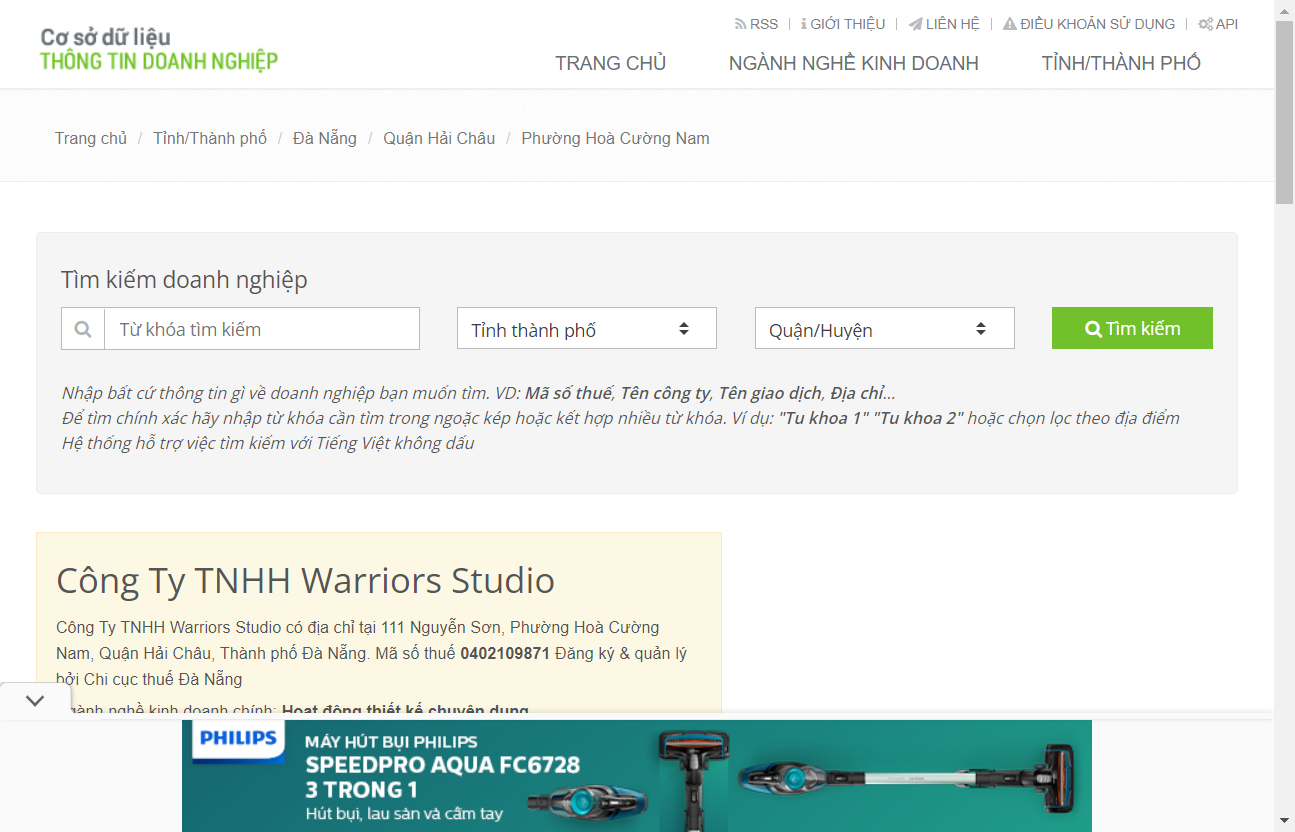 Cơ sở dữ liệu
THÔNG TIN DOANH NGHIỆP
RSS
GIỚI THIỆU
LIÊN HỆ
ĐIỀU KHOẢN SỬ DỤNG
API
TRANG CHỦ
NGÀNH NGHỀ KINH DOANH
TỈNH/THÀNH PHỐ
Trang chủ / Tỉnh/Thành phố / Đà Nẵng / Quận Hải Châu / Phường Hoà Cường Nam
Tìm kiếm doanh nghiệp
Từ khóa tìm kiếm
Tỉnh thành phố
Quận/Huyện
Tìm kiếm
Nhập bất cứ thông tin gì về doanh nghiệp bạn muốn tìm. VD: Mã số thuế, Tên công ty, Tên giao dịch, Địa chỉ...
Để tìm chính xác hãy nhập từ khóa cần tìm trong ngoặc kép hoặc kết hợp nhiều từ khóa. Ví dụ: "Tu khoa 1" "Tu khoa 2" hoặc chọn lọc theo địa điểm
Hệ thống hỗ trợ việc tìm kiếm với Tiếng Việt không dấu
Công Ty TNHH Warriors Studio
Công Ty TNHH Warriors Studio có địa chỉ tại 111 Nguyễn Sơn, Phường Hoà Cường
Nam, Quận Hải Châu, Thành phố Đà Nẵng. Mã số thuế 0402109871 Đăng ký & quản lý
bởi Chi cục thuế Đà Nẵng
Ngành nghề kinh doanh chính: Hoạt động thiết kế chuyên dụng
PHILIPS
MÁY HÚT BỤI PHILIPS
SPEEDPRO AQUA FC6728
3 TRONG 1
Hút bụi, lau sàn và cầm tay